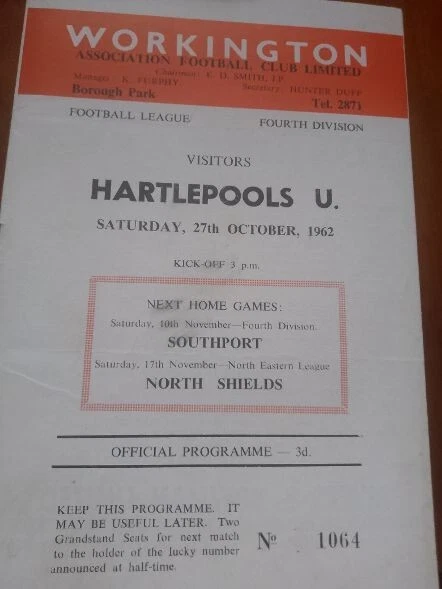 WORKINGTON
ASSOCIATION FOOTBALL CLUB LIMITED
Chairman: E. D. SMITH, J.P.
Manager: K. FURPHY Secretary: HUNTER DUFF
Borough Park Tel. 2871
FOOTBALL LEAGUE FOURTH DIVISION
VISITORS
HARTLEPOOLS U.
SATURDAY, 27th OCTOBER, 1962
KICK-OFF 3 p.m.
NEXT HOME GAMES:
Saturday, 10th November—Fourth Division.
SOUTHPORT
Saturday, 17th November—North Eastern League
NORTH SHIELDS
OFFICIAL PROGRAMME — 3d.
KEEP THIS PROGRAMME. IT
MAY BE USEFUL LATER. Two
Grandstand Seats for next match
to the holder of the lucky number
announced at half-time.
No 1064